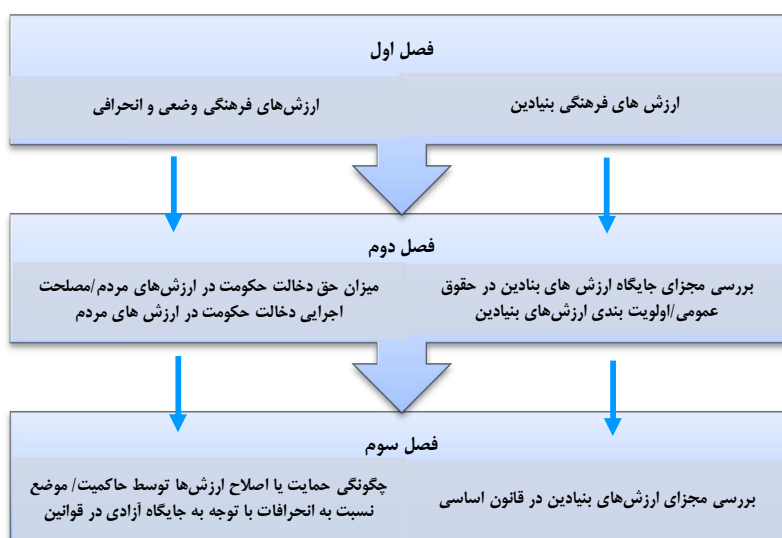 فصل اول
ارزش های فرهنگی بنیادین
ارزش‌های فرهنگی وضعی و انحرافی
فصل دوم
بررسی مجزای جایگاه ارزش های بنادین در حقوق
عمومی/اولویت بندی ارزش‌های بنیادین
میزان حق دخالت حکومت در ارزش‌های مردم/مصلحت
اجرایی دخالت حکومت در ارزش های مردم
فصل سوم
بررسی مجزای ارزش‌های بنیادین در قانون اساسی
چگونگی حمایت یا اصلاح ارزش‌ها توسط حاکمیت/ موضع
نسبت به انحرافات با توجه به جایگاه آزادی در قوانین